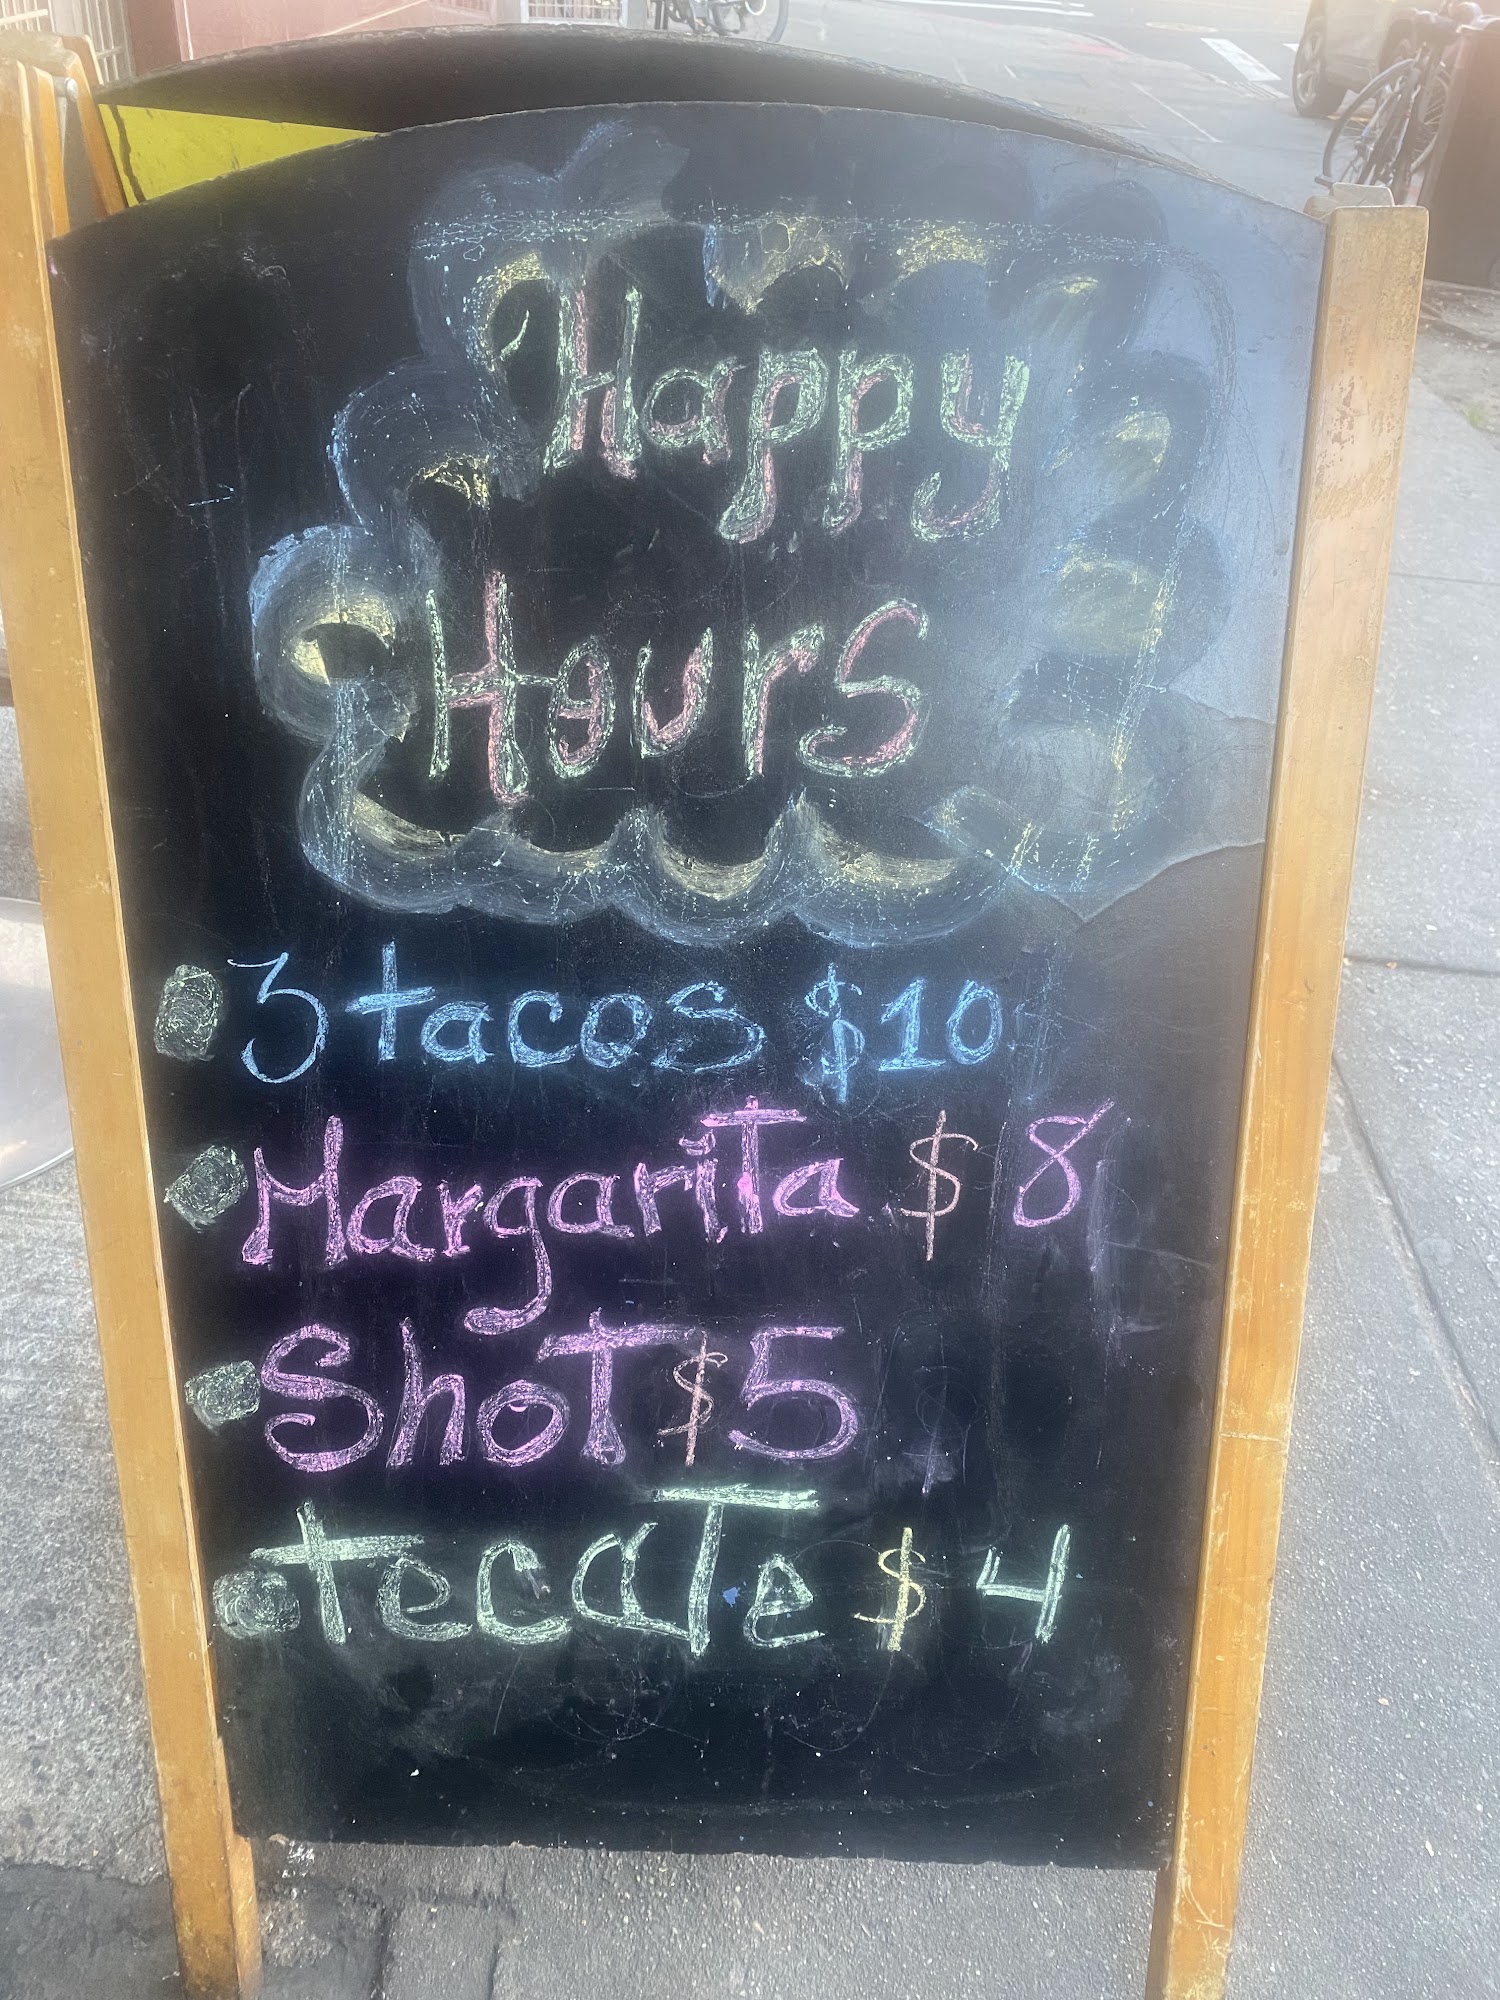 Happy
Hours
3 tacos $10
Margarita $ 8
Shot $5
tecate $ 4